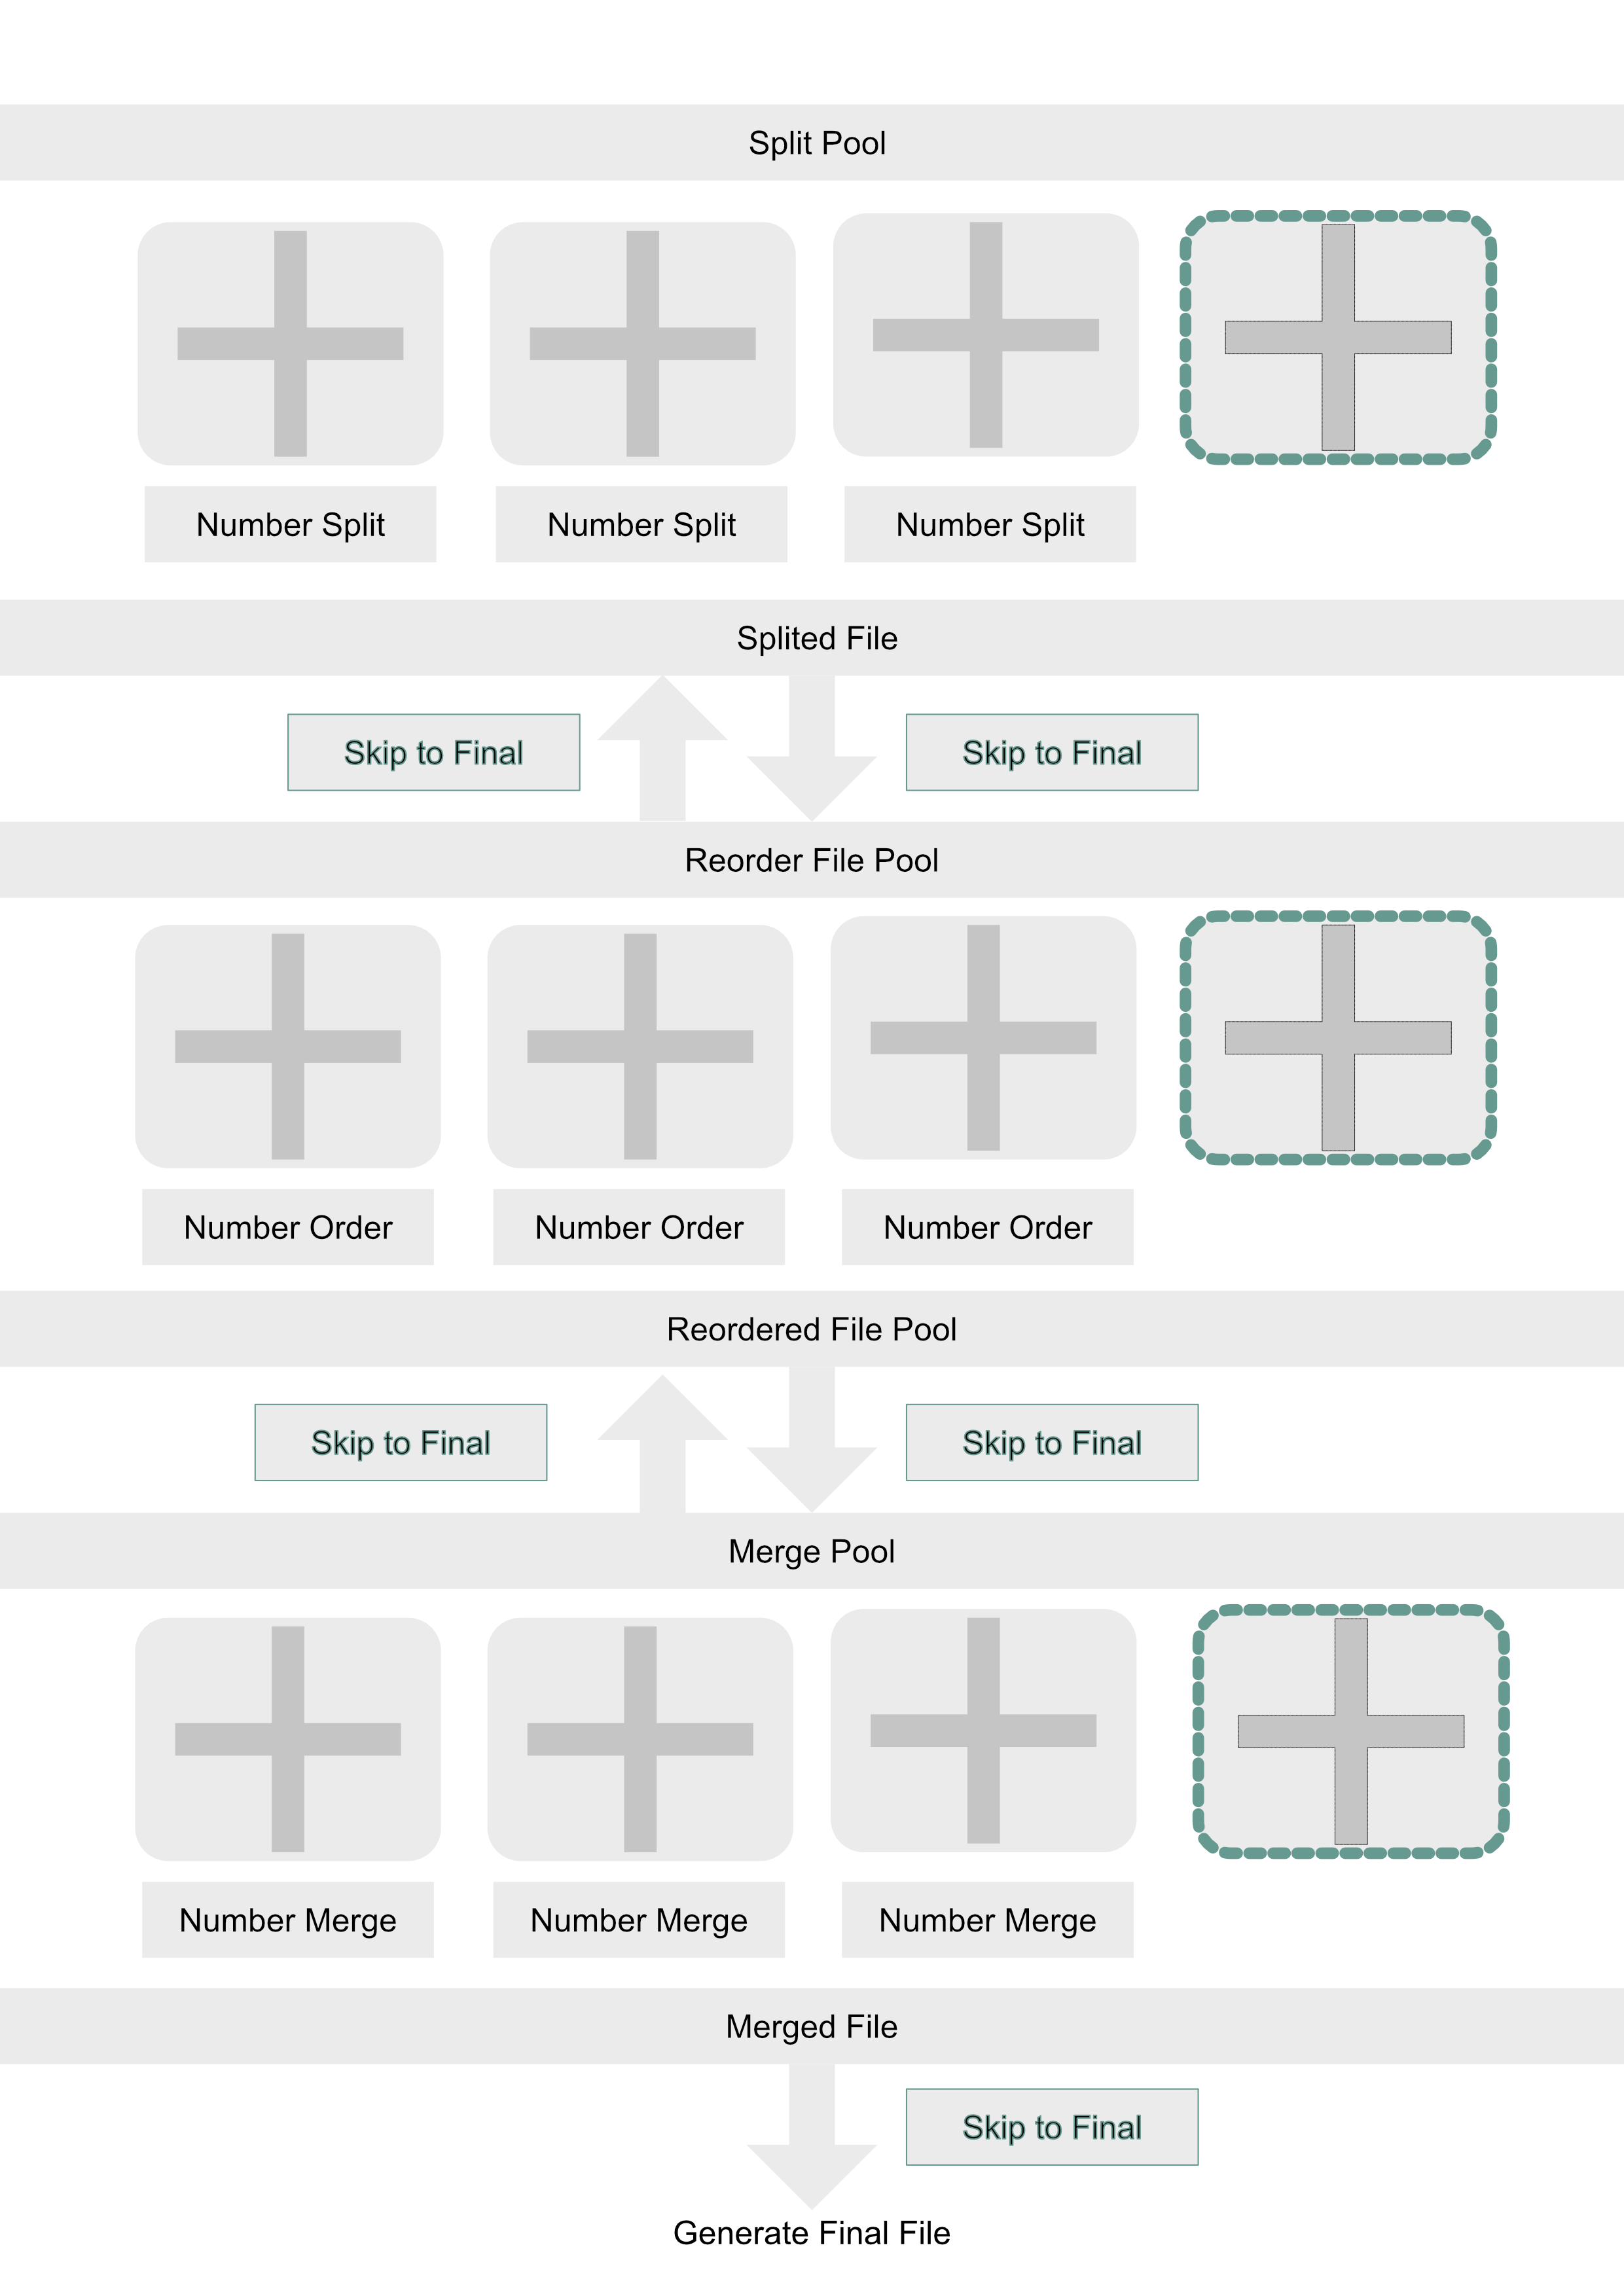 Split Pool
Number Split
Number Split
Number Split
Splited File
Skip to Final
Skip to Final
Reorder File Pool
Number Order
Number Order
Number Order
Reordered File Pool
Skip to Final
Skip to Final
Merge Pool
Number Merge
Number Merge
Number Merge
Merged File
Skip to Final
Generate Final File